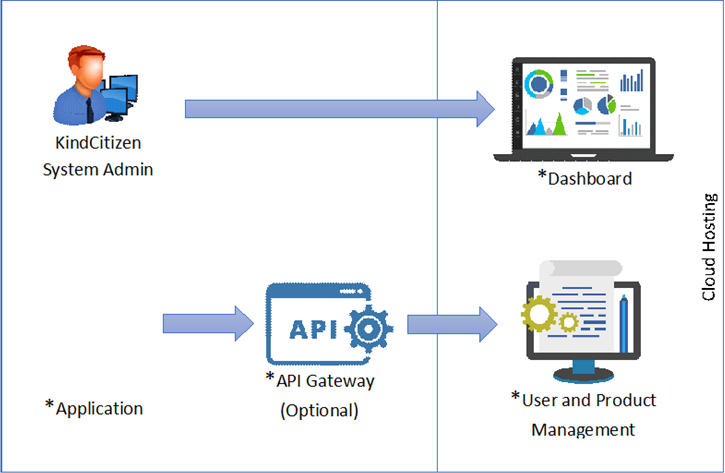 KindCitizen
System Admin
*Dashboard
Cloud Hosting
API
*API Gateway
(Optional)
*Application
*User and Product
Management